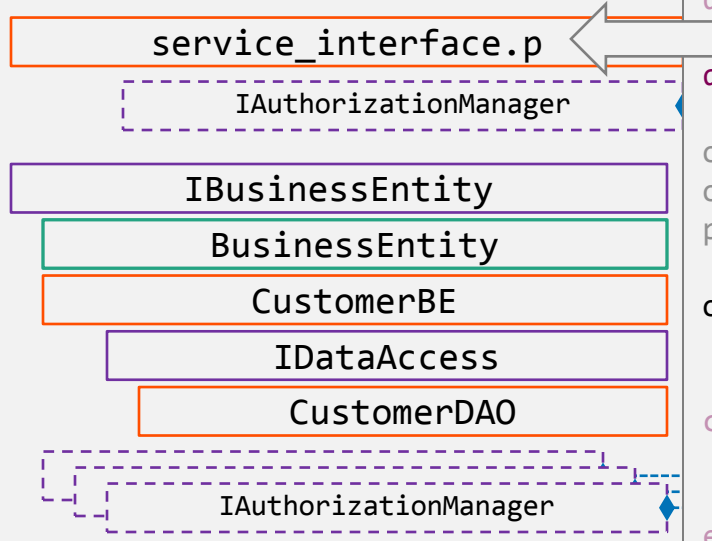 service_interface.p
IAuthorizationManager
IBusinessEntity
BusinessEntity
CustomerBE
IDataAccess
CustomerDAO
IAuthorizationManager